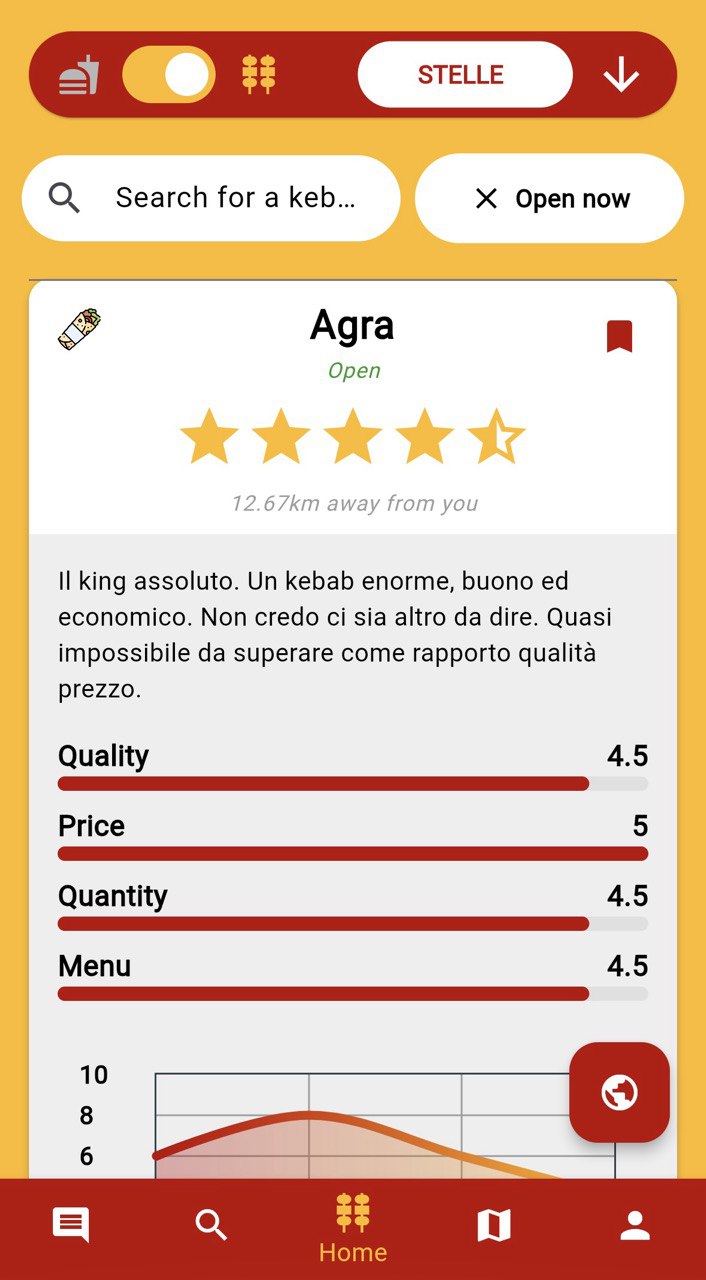 STELLE
Search for a keb...
Open now
Agra
Open
12.67km away from you
Il king assoluto. Un kebab enorme, buono ed
economico. Non credo ci sia altro da dire. Quasi
impossibile da superare come rapporto qualità
prezzo.
Quality 4.5
Price 5
Quantity 4.5
Menu 4.5
10
8
6
Home